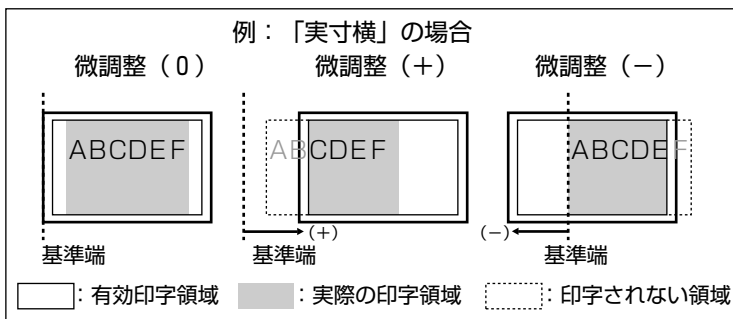 例：「実寸横」の場合
微調整（0） 微調整（＋） 微調整（－）
ABCDEF ABCDEF ABCDEF
(＋) (－)
基準端 基準端 基準端
：有効印字領域 ：実際の印字領域 ：印字されない領域